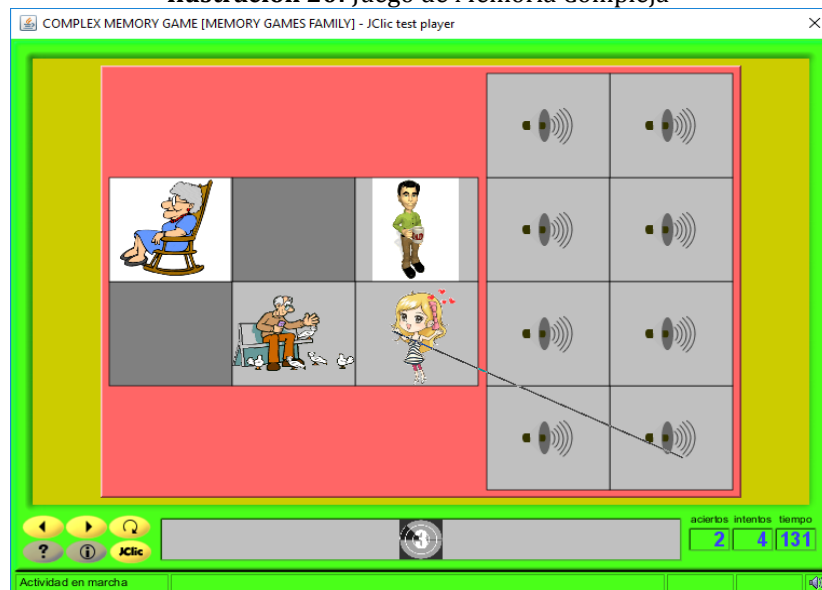 Ilustración 20: Juego de Memoria Compleja
COMPLEX MEMORY GAME [MEMORY GAMES FAMILY] - JClic test player
?
i
JClic
3
aciertos intentos tiempo
2 4 131
Actividad en marcha